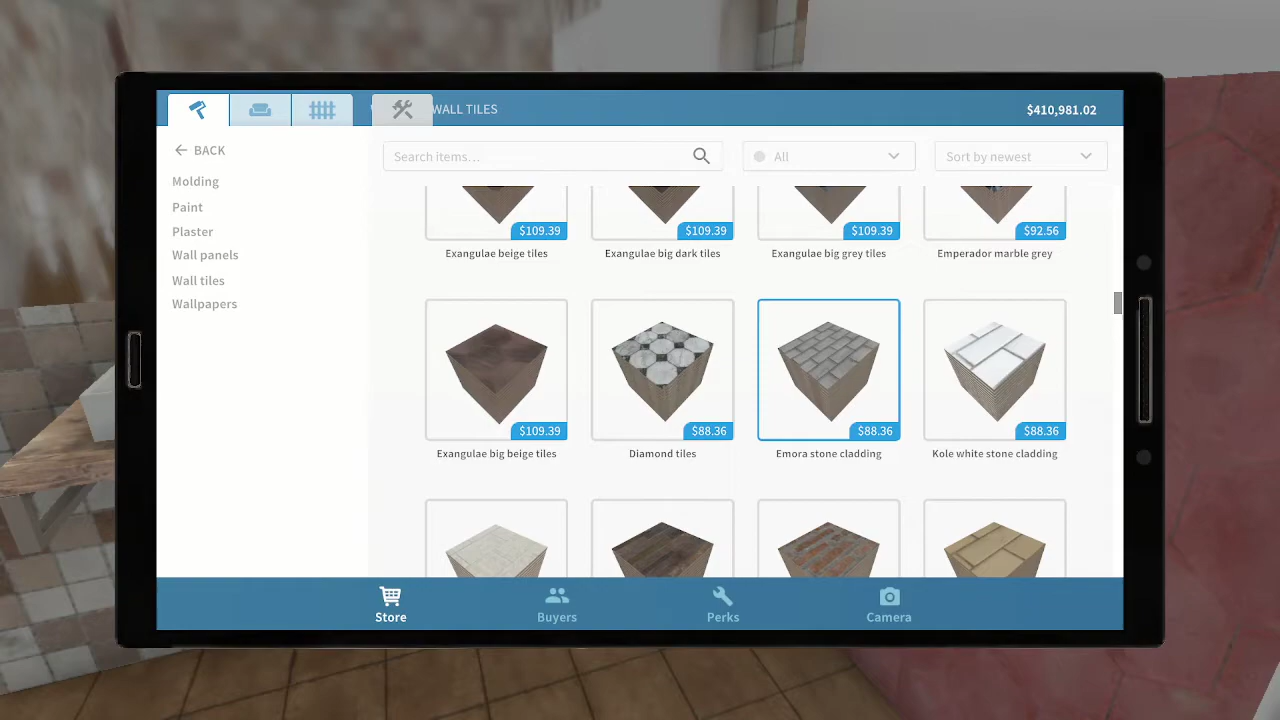 WALL TILES
$410,981.02
BACK
Search items...
All
Sort by newest
Molding
Paint
Plaster
Wall panels
Wall tiles
Wallpapers
$109.39
$109.39
$109.39
$92.56
Exangulae beige tiles
Exangulae big dark tiles
Exangulae big grey tiles
Emperador marble grey
$109.39
$88.36
$88.36
$88.36
Exangulae big beige tiles
Diamond tiles
Emora stone cladding
Kole white stone cladding
Store
Buyers
Perks
Camera